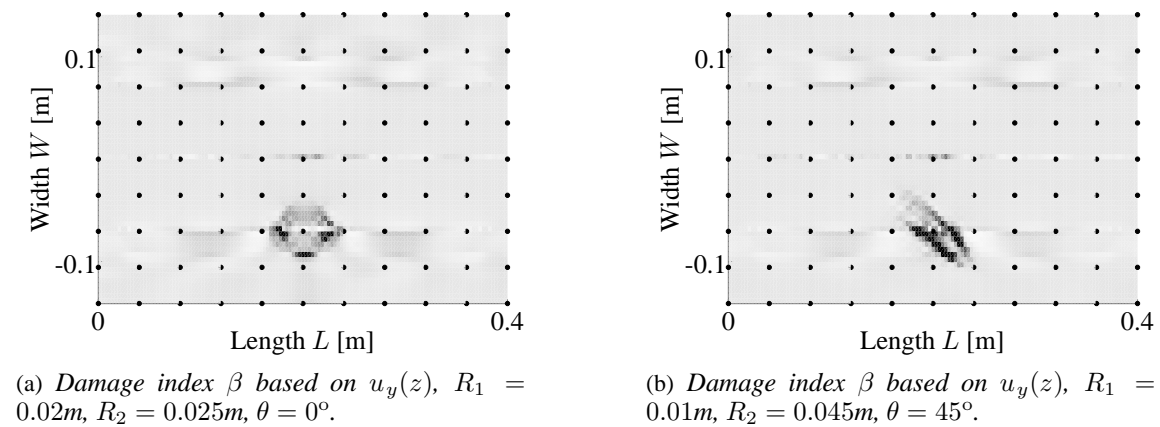 0.1
Width W [m]
-0.1
0
0.4
Length L [m]
(a) Damage index β based on u_y(z), R_1 =
0.02m, R_2 = 0.025m, θ = 0°.
0.1
Width W [m]
-0.1
0
0.4
Length L [m]
(b) Damage index β based on u_y(z), R_1 =
0.01m, R_2 = 0.045m, θ = 45°.